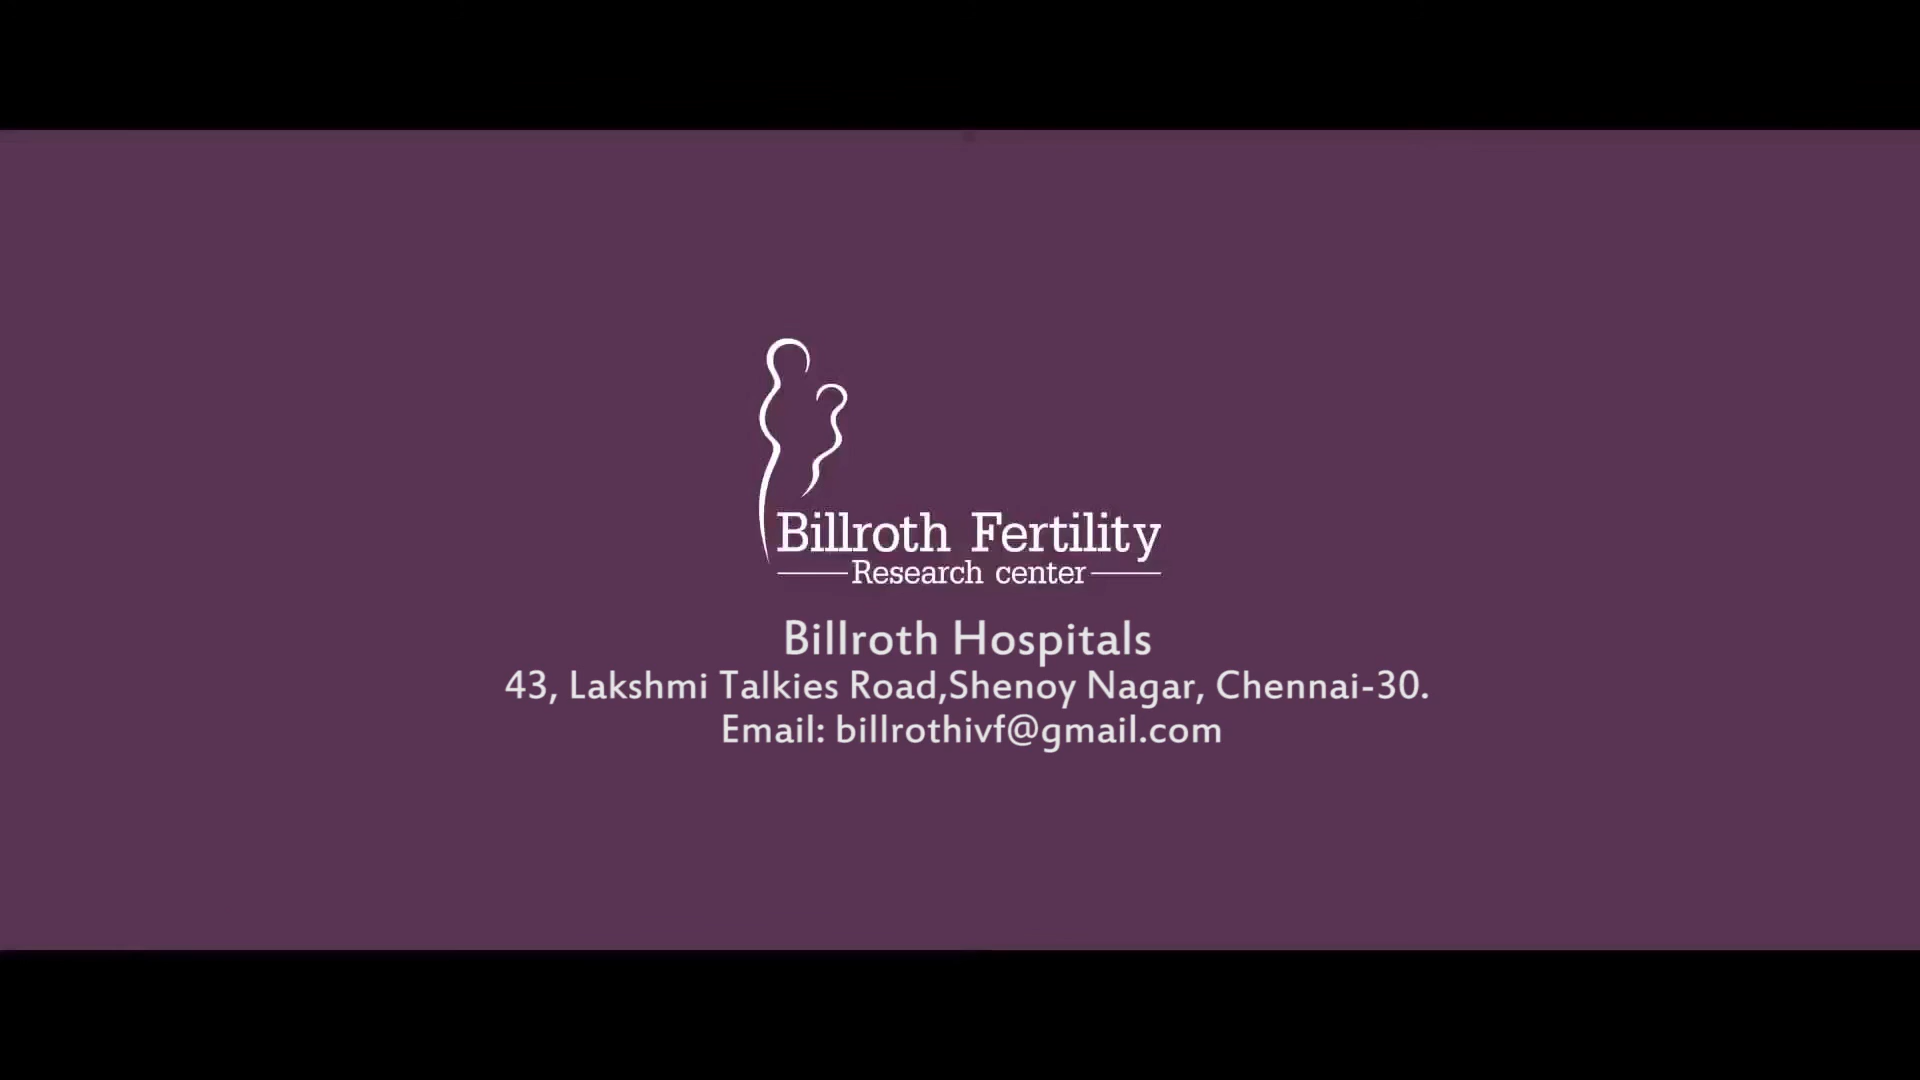 Billroth Fertility
Research center
Billroth Hospitals
43, Lakshmi Talkies Road,Shenoy Nagar, Chennai-30.
Email: billrothivf@gmail.com